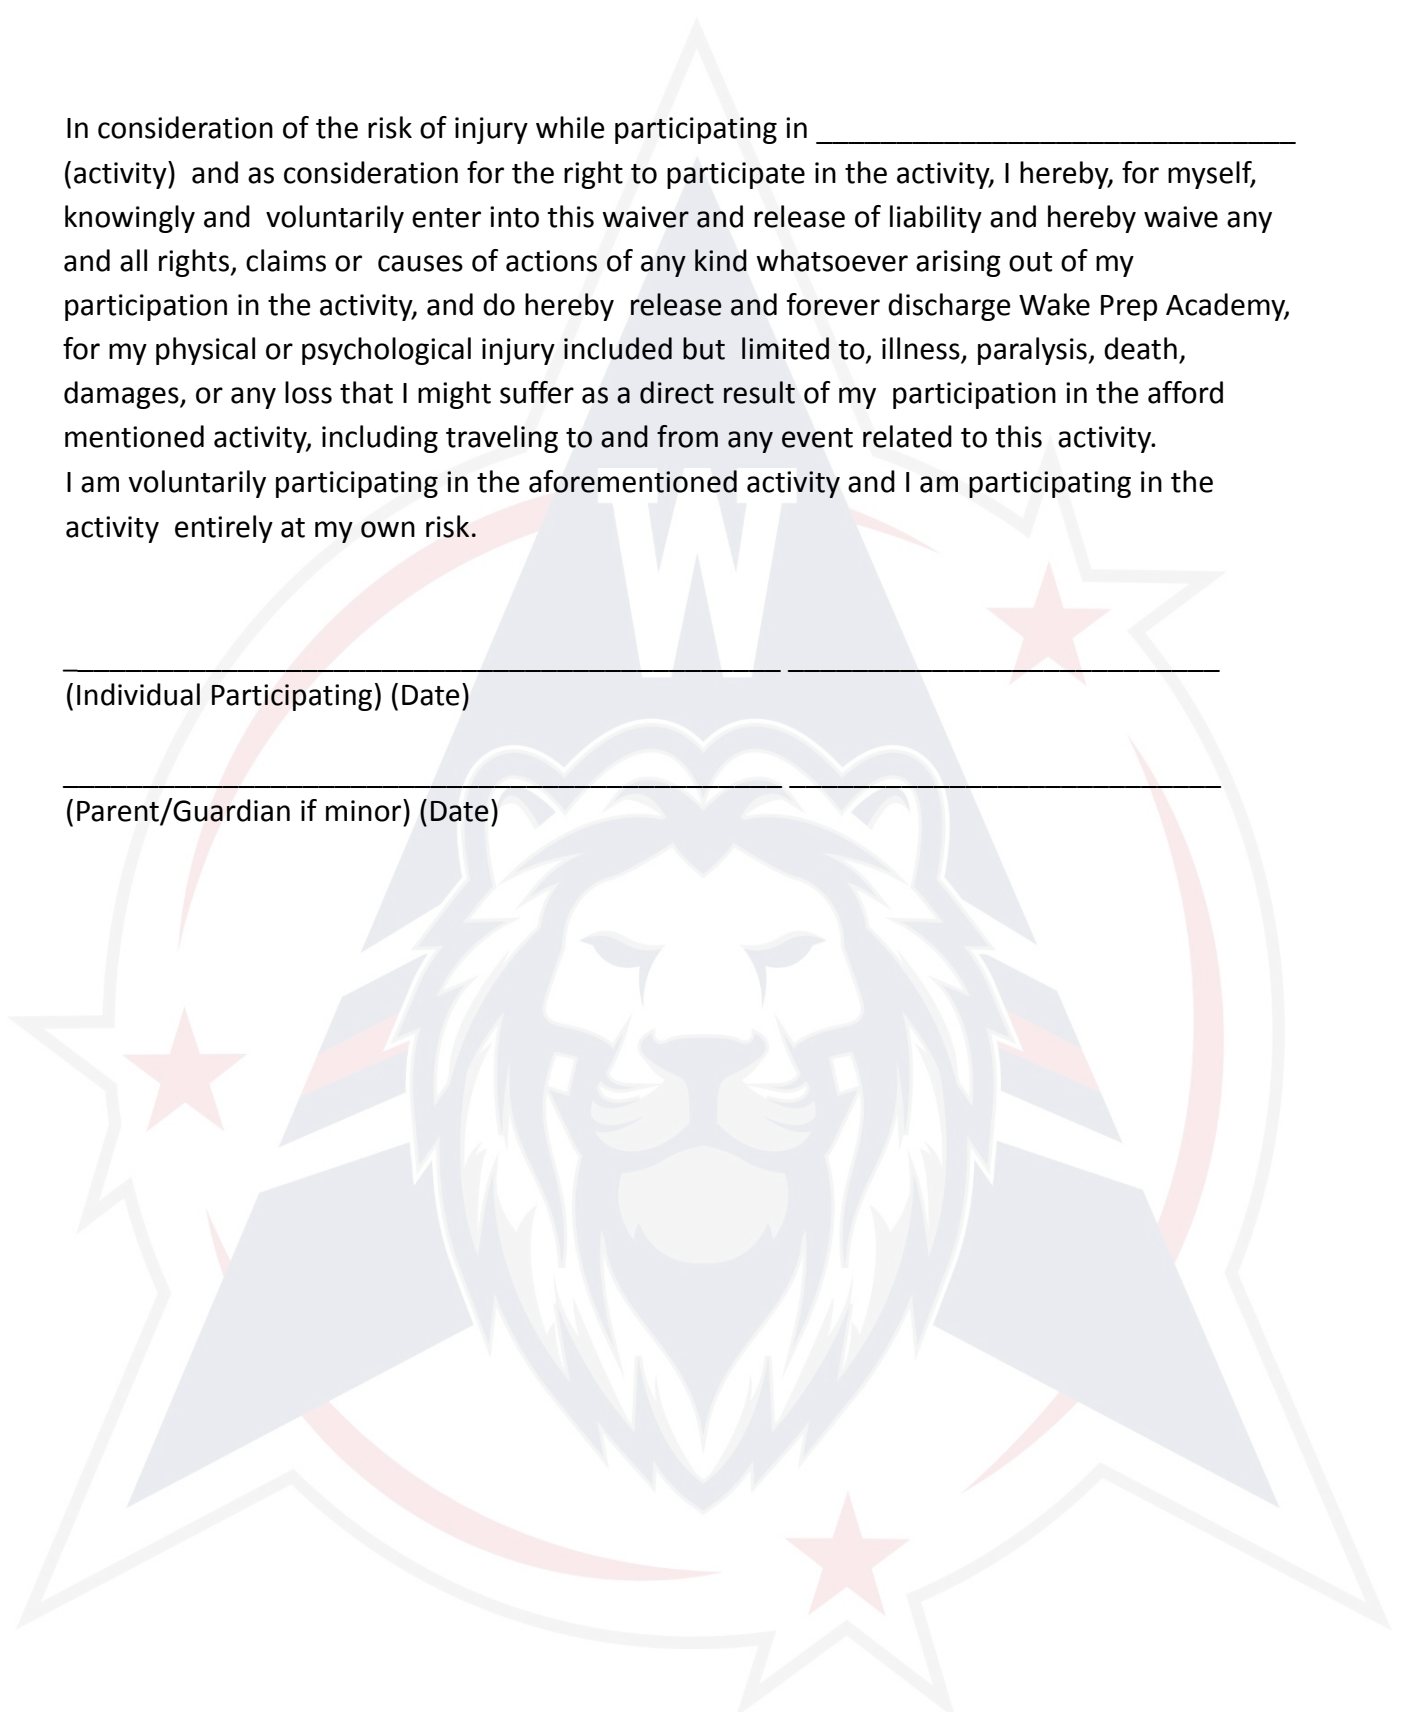 In consideration of the risk of injury while participating in ______________________________
(activity)  and as consideration for the right to participate in the activity, I hereby, for myself,
knowingly and  voluntarily enter into this waiver and release of liability and hereby waive any
and all rights, claims or  causes of actions of any kind whatsoever arising out of my
participation in the activity, and do hereby  release and forever discharge Wake Prep Academy,
for my physical or psychological injury included but  limited to, illness, paralysis, death,
damages, or any loss that I might suffer as a direct result of my  participation in the afford
mentioned activity, including traveling to and from any event related to this  activity.
I am voluntarily participating in the aforementioned activity and I am participating in the
activity  entirely at my own risk.
W
_____________________________________________ ___________________________
(Individual Participating) (Date)
_____________________________________________ ___________________________
(Parent/Guardian if minor) (Date)